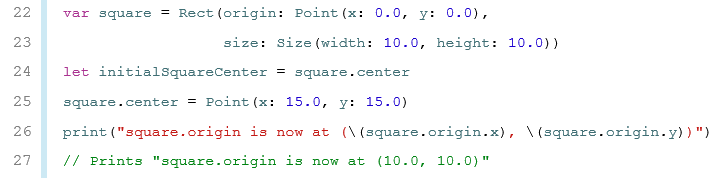 22 var square = Rect(origin: Point(x: 0.0, y: 0.0),
23 size: Size(width: 10.0, height: 10.0))
24 let initialSquareCenter = square.center
25 square.center = Point(x: 15.0, y: 15.0)
26 print("square.origin is now at (\(square.origin.x), \(square.origin.y))")
27 // Prints "square.origin is now at (10.0, 10.0)"